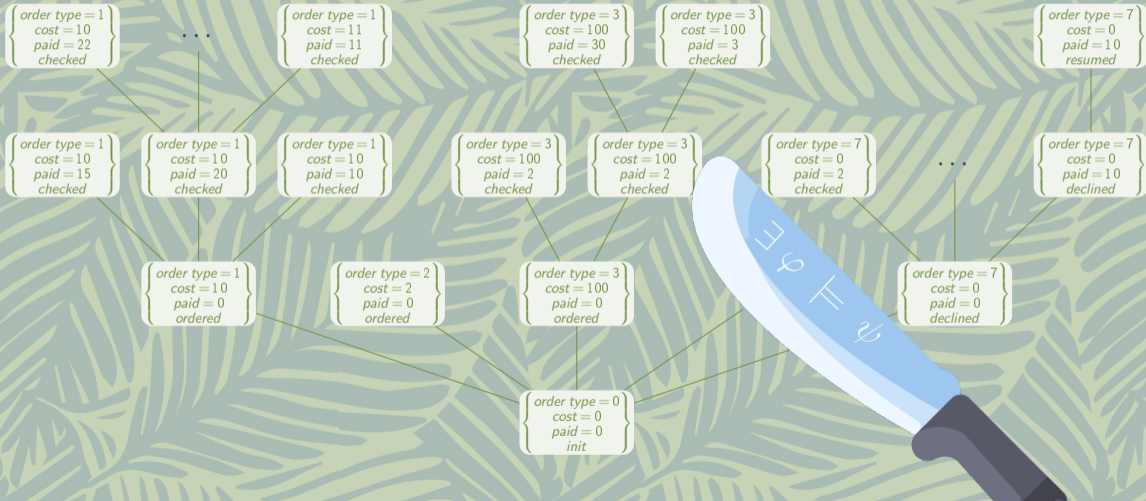 order type = 1
cost = 10
paid = 22
checked
...
order type = 1
cost = 11
paid = 11
checked
order type = 3
cost = 100
paid = 30
checked
order type = 3
cost = 100
paid = 3
checked
order type = 7
cost = 0
paid = 10
resumed
order type = 1
cost = 10
paid = 15
checked
order type = 1
cost = 10
paid = 20
checked
order type = 1
cost = 10
paid = 10
checked
order type = 3
cost = 100
paid = 2
checked
order type = 3
cost = 100
paid = 2
checked
order type = 7
cost = 0
paid = 2
checked
...
order type = 7
cost = 0
paid = 10
declined
order type = 1
cost = 10
paid = 0
ordered
order type = 2
cost = 2
paid = 0
ordered
order type = 3
cost = 100
paid = 0
ordered
order type = 7
cost = 0
paid = 0
declined
∃ φ ╥ ψ
order type = 0
cost = 0
paid = 0
init